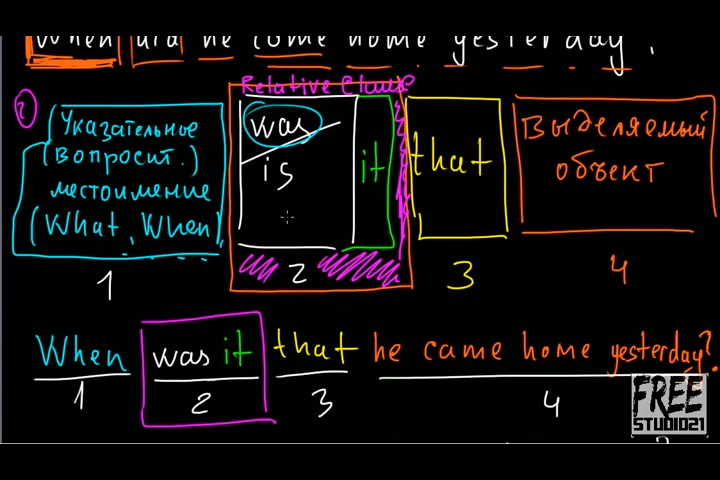 When did he come home yesterday.
Relative Clause
2
(Указательное
(вопросит.)
местоимение
(What, When)
was
is
it
that
Выделяемый
объект
1
2
3
4
When was it that he came home yesterday?
1
2
3
4
FREE
STUDIO21